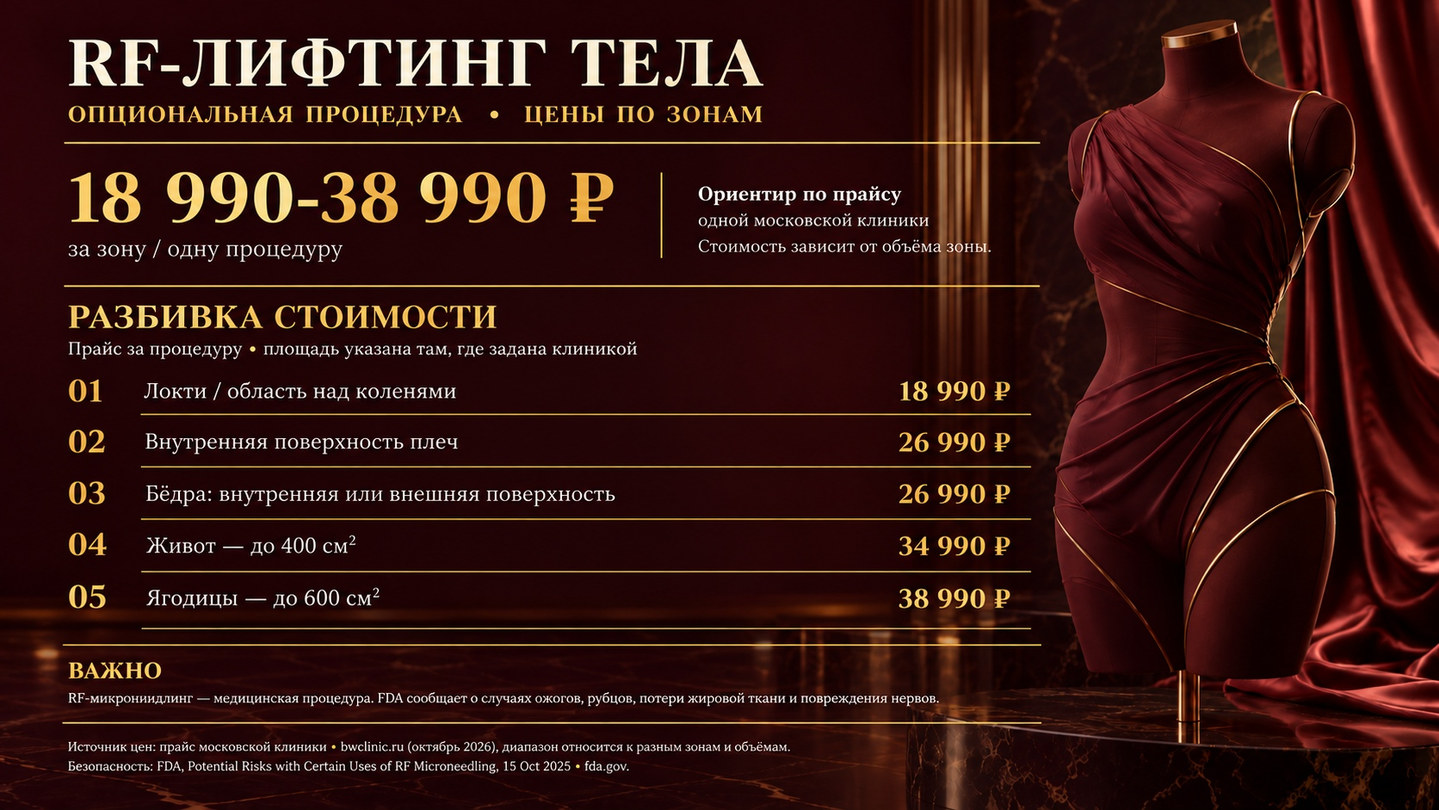 RF-ЛИФТИНГ ТЕЛА
ОПЦИОНАЛЬНАЯ ПРОЦЕДУРА • ЦЕНЫ ПО ЗОНАМ
18 990-38 990 ₽
за зону / одну процедуру
Ориентир по прайсу
одной московской клиники
Стоимость зависит от объёма зоны.
РАЗБИВКА СТОИМОСТИ
Прайс за процедуру • площадь указана там, где задана клиникой
01 Локти / область над коленями 18 990 ₽
02 Внутренняя поверхность плеч 26 990 ₽
03 Бёдра: внутренняя или внешняя поверхность 26 990 ₽
04 Живот — до 400 см² 34 990 ₽
05 Ягодицы — до 600 см² 38 990 ₽
ВАЖНО
RF-микрониидлинг — медицинская процедура. FDA сообщает о случаях ожогов, рубцов, потери жировой ткани и повреждения нервов.
Источник цен: прайс московской клиники • bwclinic.ru (октябрь 2026), диапазон относится к разным зонам и объёмам.
Безопасность: FDA, Potential Risks with Certain Uses of RF Microneedling, 15 Oct 2025 • fda.gov.